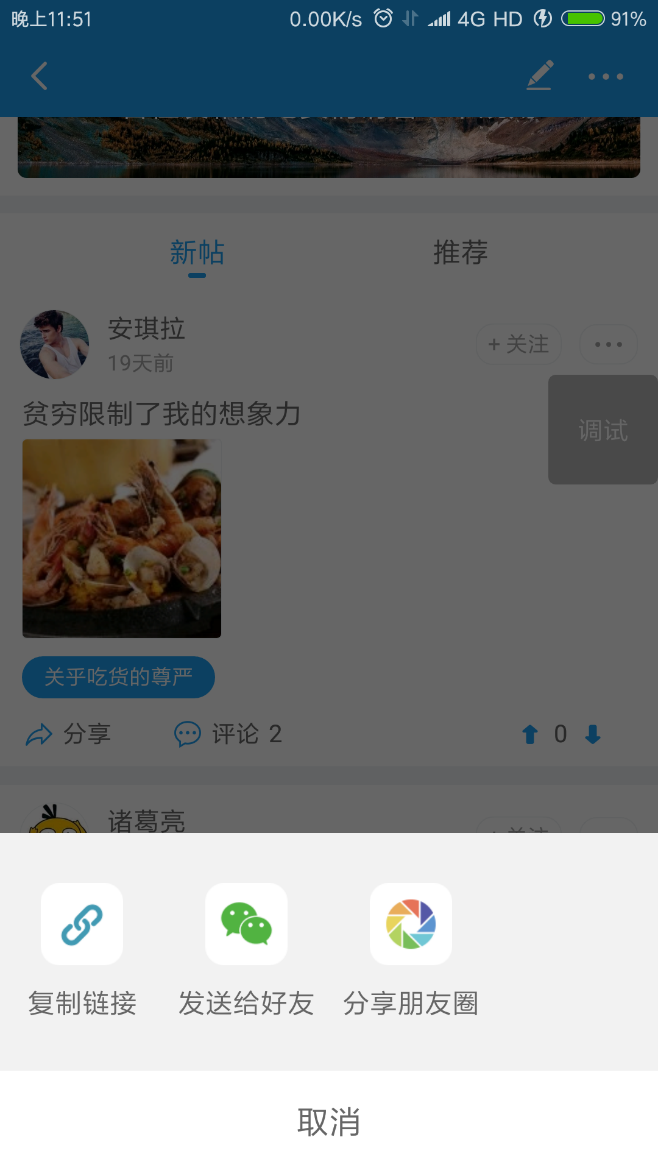 晚上11:51 0.00K/s 4G HD 91%
新帖 推荐
安琪拉
19天前
+ 关注
贫穷限制了我的想象力
调试
关乎吃货的尊严
分享 评论 2 0
诸葛亮
+ 关注
复制链接 发送给好友 分享朋友圈
取消